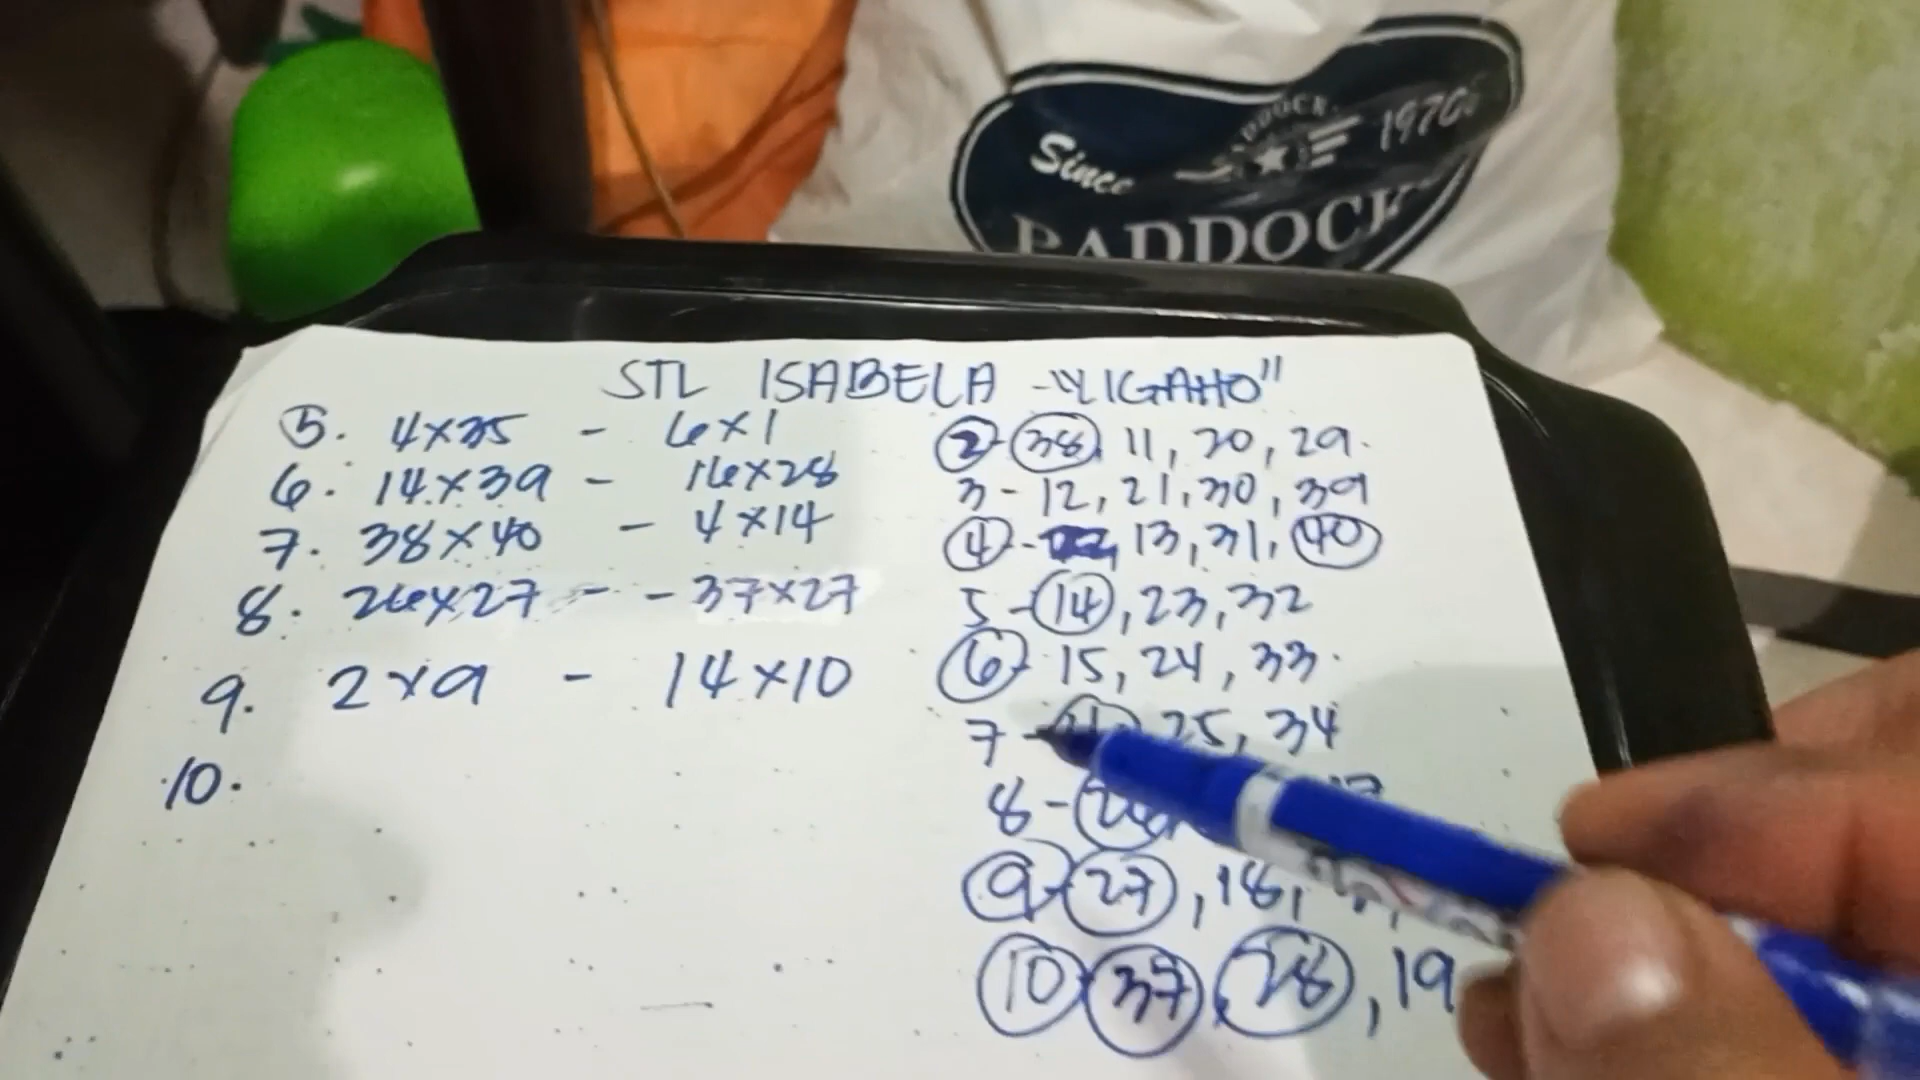 Since
PADDOCK
1970s
PADDOCK
STL ISABELA - "LIGAHO"
5. 4x35 - 6x1
6. 14x39 - 16x28
7. 38x40 - 4x14
8. 26x27 - - 37x27
9. 2x9 - 14x10
10.
2 - 38, 11, 20, 29.
3 - 12, 21, 30, 39
4 - 13, 31, 40
5 - 14, 23, 32
6 - 15, 24, 33.
7 - 25, 34
8 -
9 - 27, 18,
10 37, 28, 19